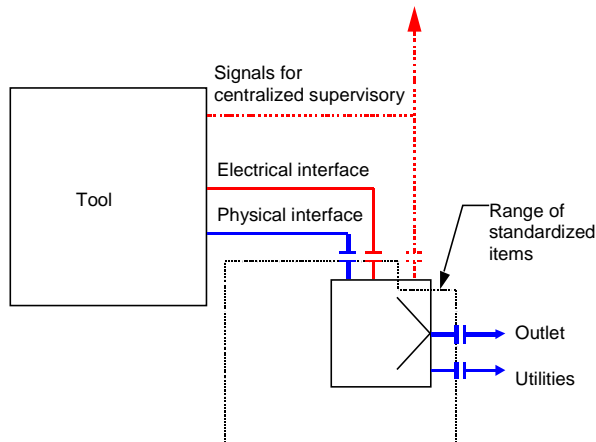 Signals for
centralized supervisory
Electrical interface
Tool
Physical interface
Range of
standardized
items
Outlet
Utilities